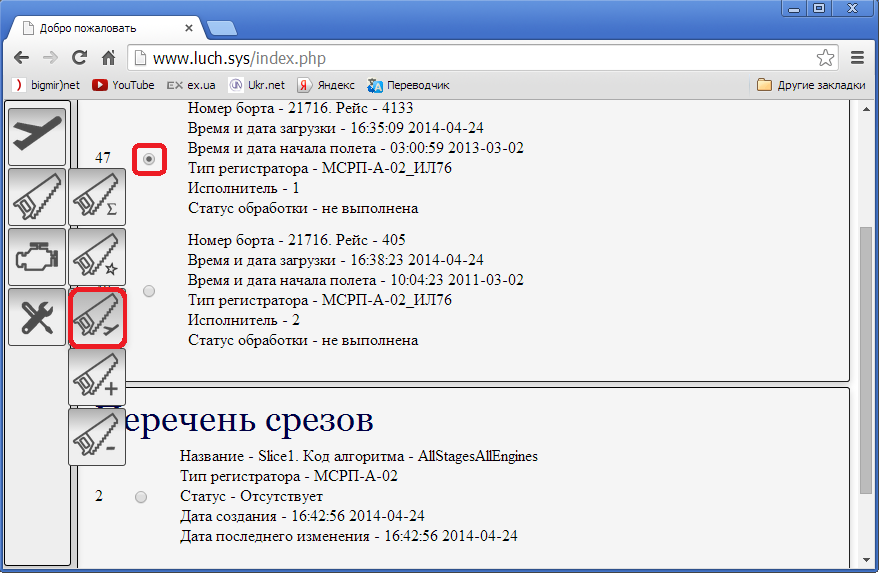 Добро пожаловать
www.luch.sys/index.php
bigmir)net YouTube ex.ua Ukr.net Яндекс Переводчик Другие закладки
Номер борта - 21716. Рейс - 4133
Время и дата загрузки - 16:35:09 2014-04-24
Время и дата начала полета - 03:00:59 2013-03-02
47
Тип регистратора - МСРП-А-02_ИЛ76
Исполнитель - 1
Статус обработки - не выполнена
Номер борта - 21716. Рейс - 405
Время и дата загрузки - 16:38:23 2014-04-24
Время и дата начала полета - 10:04:23 2011-03-02
Тип регистратора - МСРП-А-02_ИЛ76
Исполнитель - 2
Статус обработки - не выполнена
Перечень срезов
Название - Slice1. Код алгоритма - AllStagesAllEngines
Тип регистратора - МСРП-А-02
2 Статус - Отсутствует
Дата создания - 16:42:56 2014-04-24
Дата последнего изменения - 16:42:56 2014-04-24